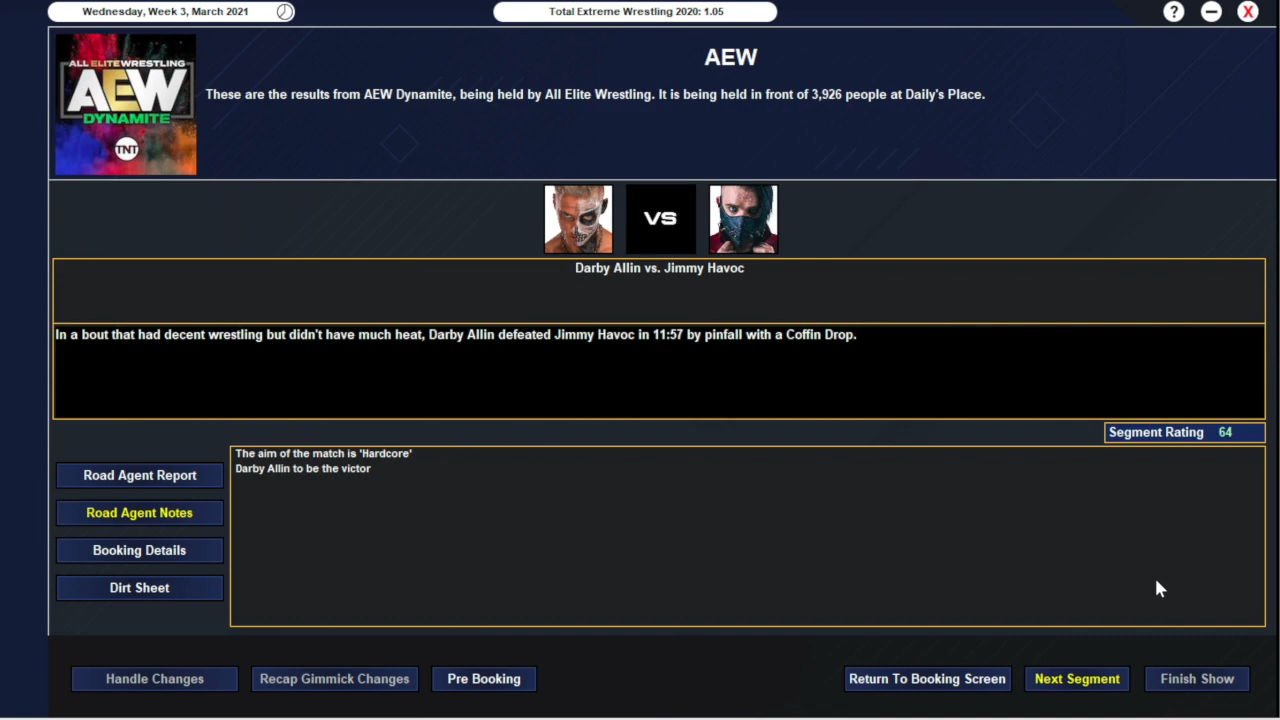 Wednesday, Week 3, March 2021
Total Extreme Wrestling 2020: 1.05
?
X
ALL ELITE WRESTLING
AEW
DYNAMITE
TNT
AEW
These are the results from AEW Dynamite, being held by All Elite Wrestling. It is being held in front of 3,926 people at Daily's Place.
VS
Darby Allin vs. Jimmy Havoc
In a bout that had decent wrestling but didn't have much heat, Darby Allin defeated Jimmy Havoc in 11:57 by pinfall with a Coffin Drop.
Segment Rating 64
Road Agent Report
Road Agent Notes
Booking Details
Dirt Sheet
The aim of the match is 'Hardcore'
Darby Allin to be the victor
Handle Changes
Recap Gimmick Changes
Pre Booking
Return To Booking Screen
Next Segment
Finish Show